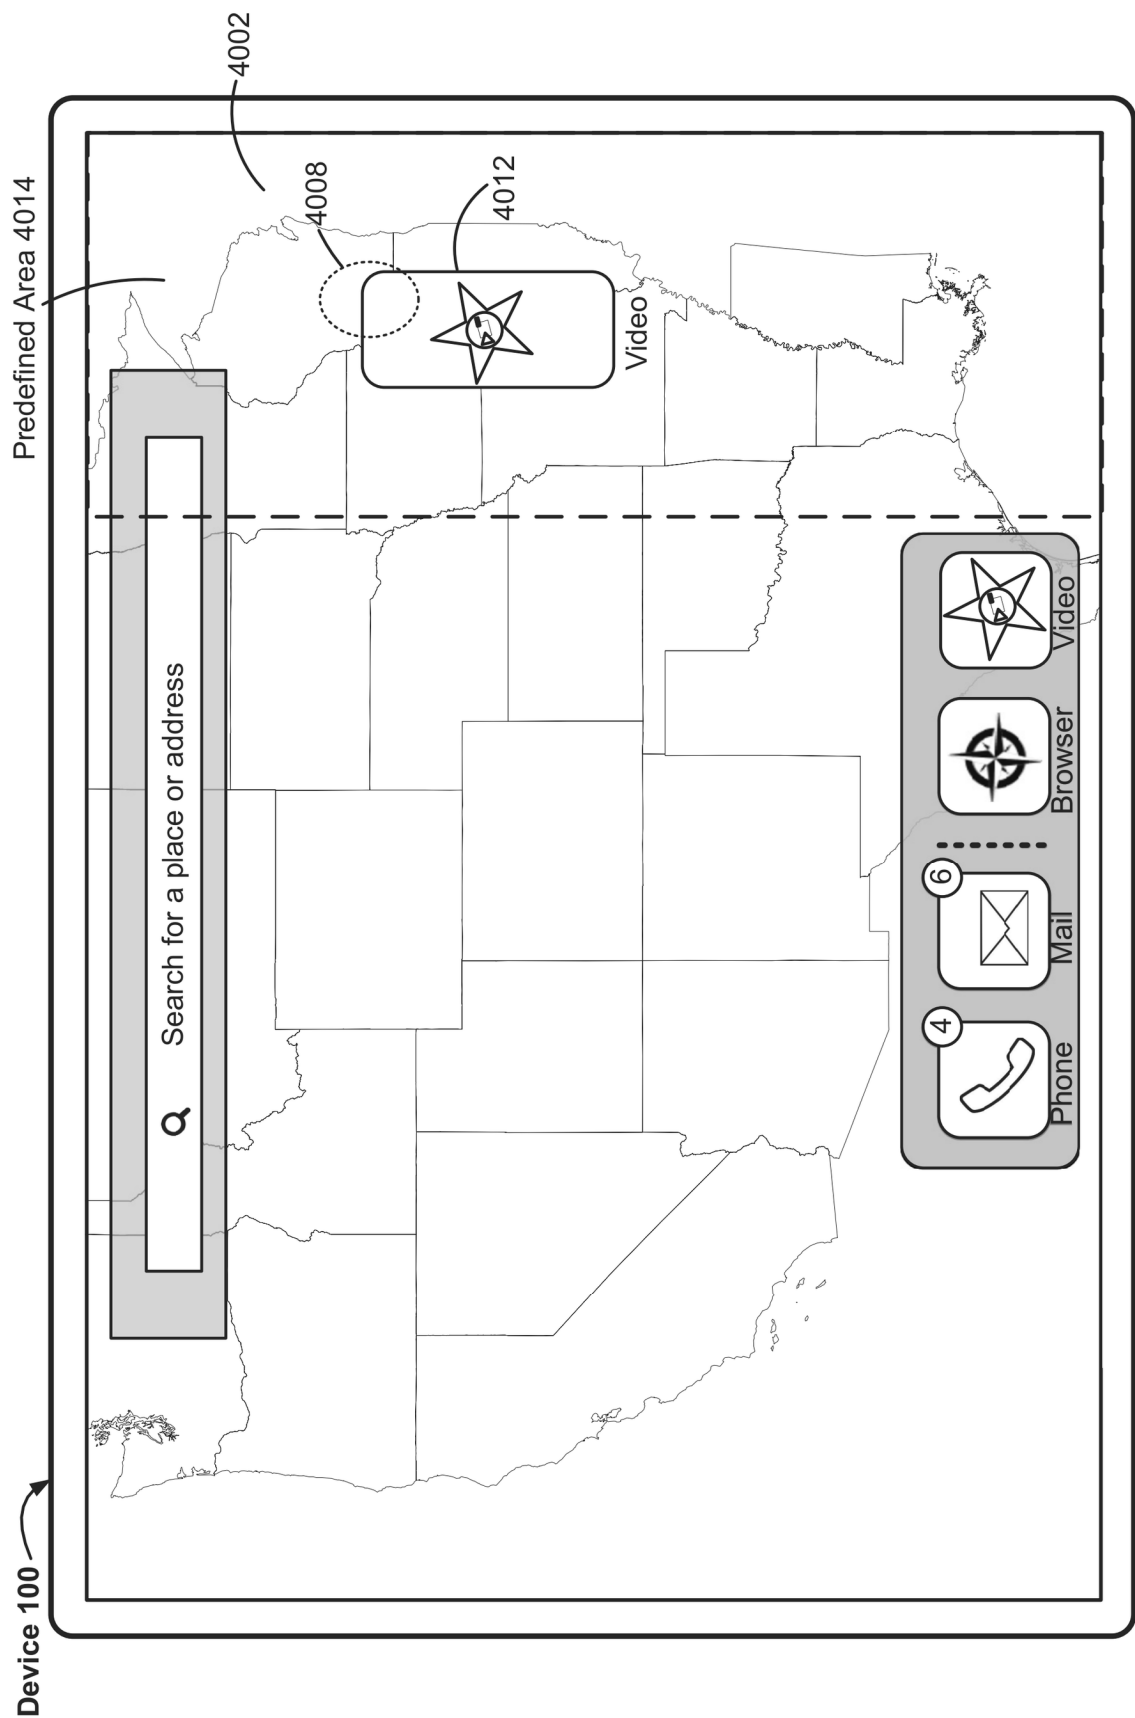 Device 100
Predefined Area 4014
4002
Search for a place or address
4008
4012
Video
4
6
Phone
Mail
Browser
Video